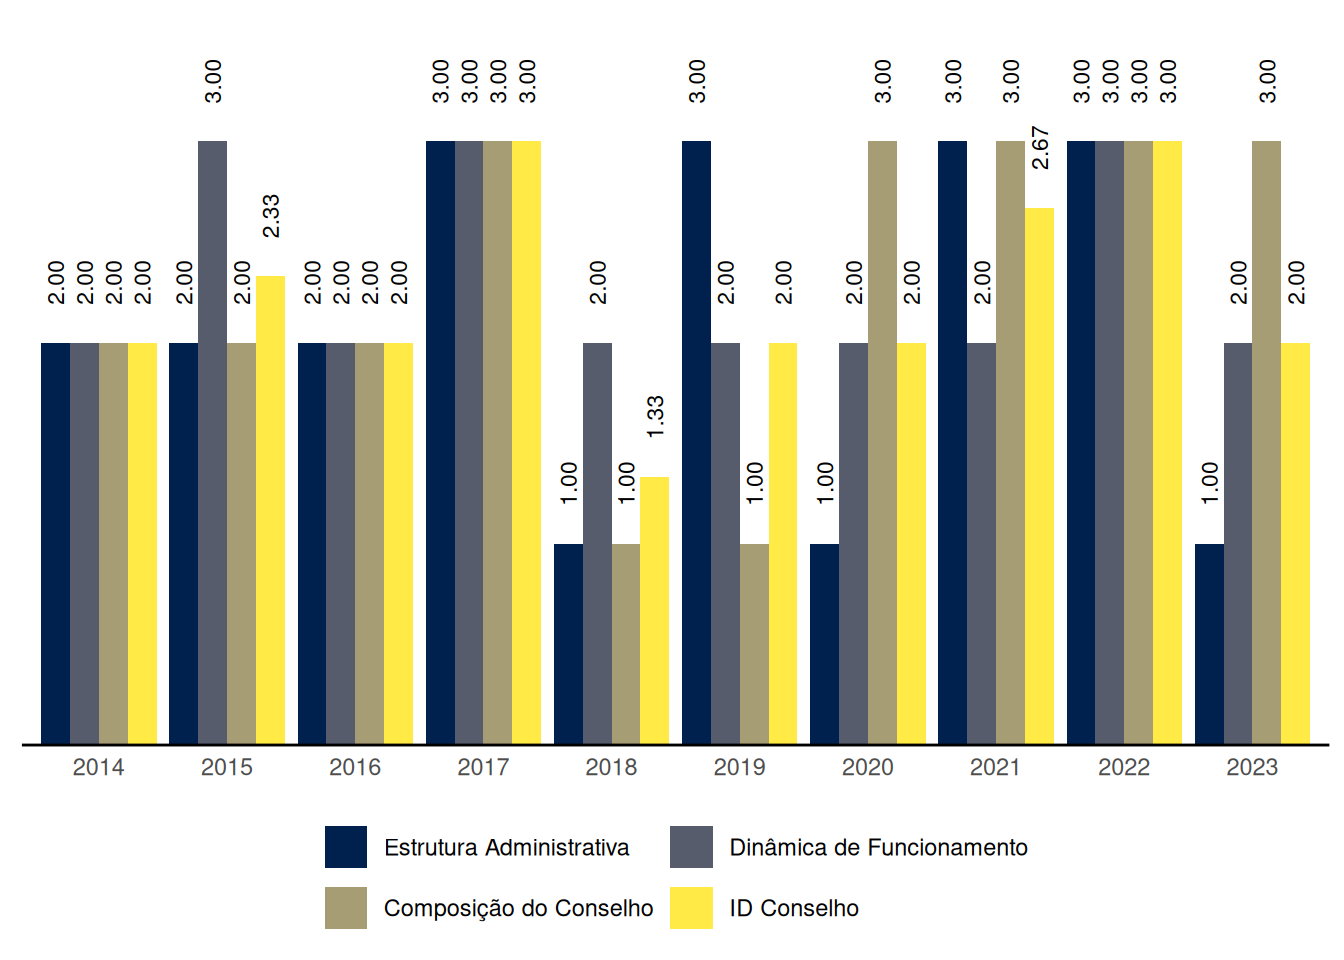 3.00 3.00 3.00 3.00 3.00 3.00 3.00 3.00 3.00 3.00 3.00 3.00 3.00 3.00
2.67
2.33
2.00 2.00 2.00 2.00 2.00 2.00 2.00 2.00 2.00 2.00 2.00 2.00 2.00 2.00 2.00 2.00 2.00 2.00
1.33
1.00 1.00 1.00 1.00 1.00
2014 2015 2016 2017 2018 2019 2020 2021 2022 2023
Estrutura Administrativa Dinâmica de Funcionamento
Composição do Conselho ID Conselho